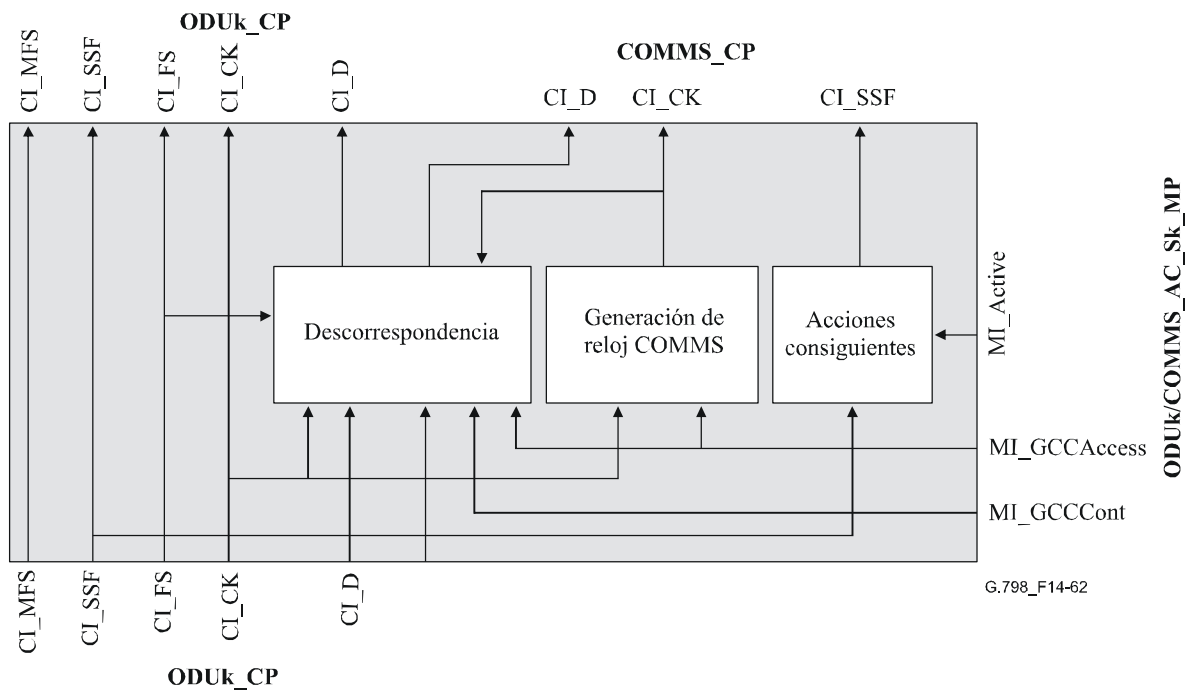 ODUk_CP
COMMS_CP
CI_MFS
CI_SSF
CI_FS
CI_CK
CI_D
CI_D
CI_CK
CI_SSF
Descorrespondencia
Generación de
reloj COMMS
Acciones
consiguientes
MI_Active
ODUk/COMMS_AC_Sk_MP
MI_GCCAccess
MI_GCCCont
CI_MFS
CI_SSF
CI_FS
CI_CK
CI_D
G.798_F14-62
ODUk_CP